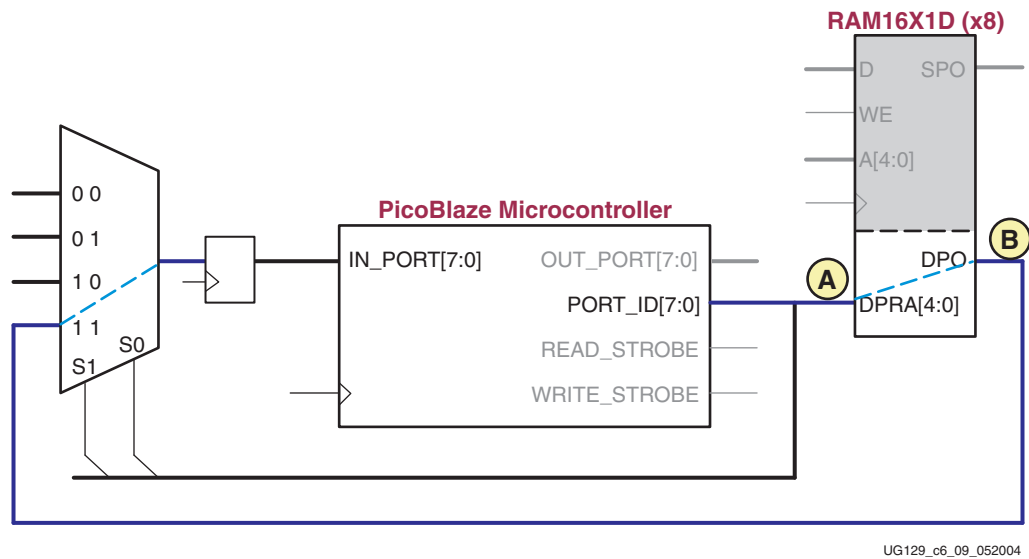 RAM16X1D (x8)
D SPO
WE
A[4:0]
0 0
0 1
1 0
1 1
S1 S0
PicoBlaze Microcontroller
IN_PORT[7:0] OUT_PORT[7:0]
PORT_ID[7:0]
READ_STROBE
WRITE_STROBE
A
B
DPO
DPRA[4:0]
UG129_c6_09_052004